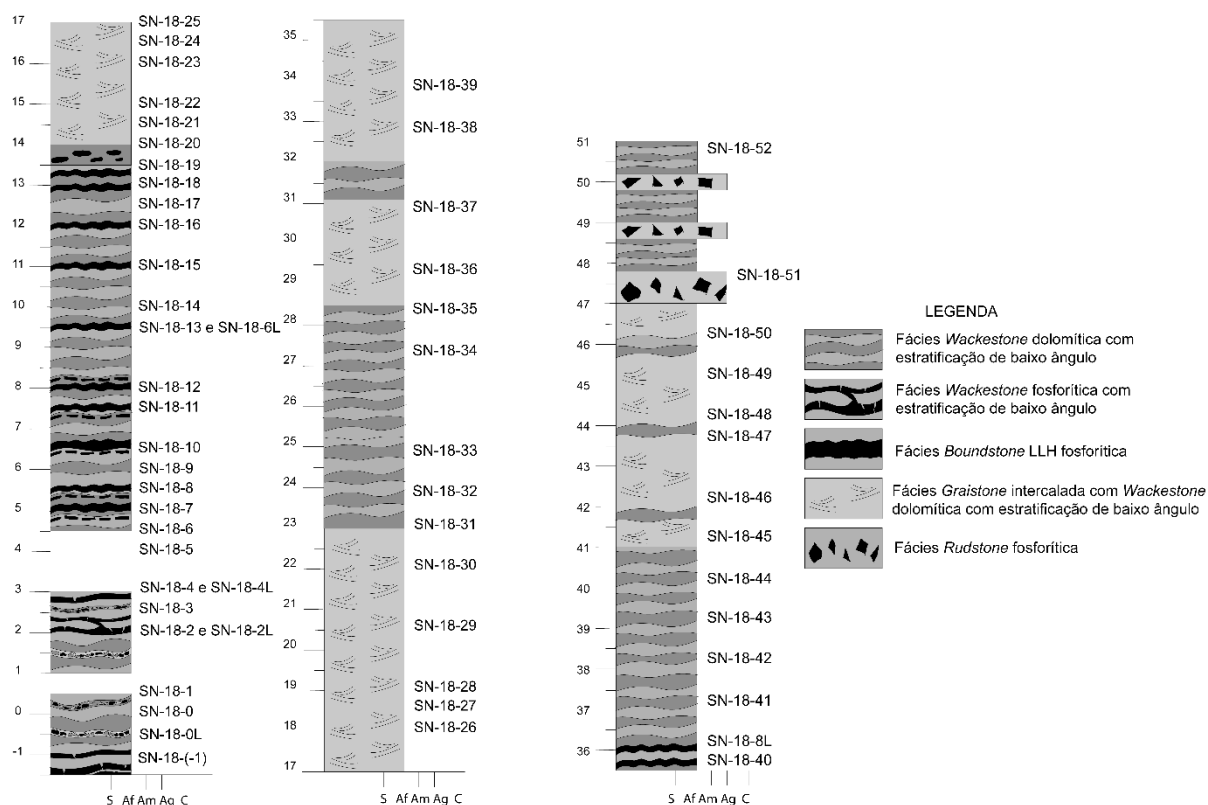 17
SN-18-25
SN-18-24
16
SN-18-23
15
SN-18-22
SN-18-21
14
SN-18-20
SN-18-19
13
SN-18-18
SN-18-17
12
SN-18-16
11
SN-18-15
10
SN-18-14
SN-18-13 e SN-18-6L
9
8
SN-18-12
SN-18-11
7
SN-18-10
6
SN-18-9
SN-18-8
5
SN-18-7
SN-18-6
4
SN-18-5
3
SN-18-4 e SN-18-4L
SN-18-3
2
SN-18-2 e SN-18-2L
1
SN-18-1
0
SN-18-0
SN-18-0L
-1
SN-18-(-1)
S Af Am Ag C
35
34
SN-18-39
33
SN-18-38
32
31
SN-18-37
30
29
SN-18-36
28
SN-18-35
27
SN-18-34
26
25
SN-18-33
24
SN-18-32
23
SN-18-31
22
SN-18-30
21
20
SN-18-29
19
SN-18-28
SN-18-27
18
SN-18-26
17
S Af Am Ag C
51
SN-18-52
50
49
48
SN-18-51
47
SN-18-50
46
45
SN-18-49
SN-18-48
44
SN-18-47
43
42
SN-18-46
41
SN-18-45
40
SN-18-44
39
SN-18-43
38
SN-18-42
37
SN-18-41
36
SN-18-8L
SN-18-40
S Af Am Ag C
LEGENDA
Fácies Wackestone dolomítica com
estratificação de baixo ângulo
Fácies Wackestone fosforítica com
estratificação de baixo ângulo
Fácies Boundstone LLH fosforítica
Fácies Graistone intercalada com Wackestone
dolomítica com estratificação de baixo ângulo
Fácies Rudstone fosforítica